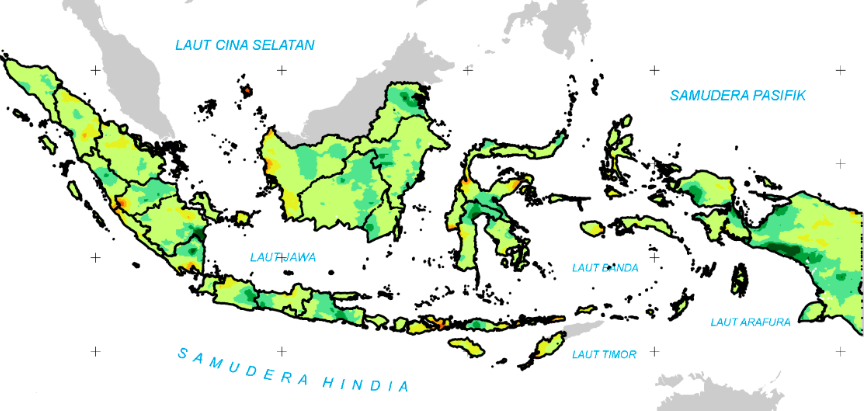 LAUT CINA SELATAN
SAMUDERA PASIFIK
LAUT JAWA
LAUT BANDA
LAUT ARAFURA
LAUT TIMOR
SAMUDERA HINDIA